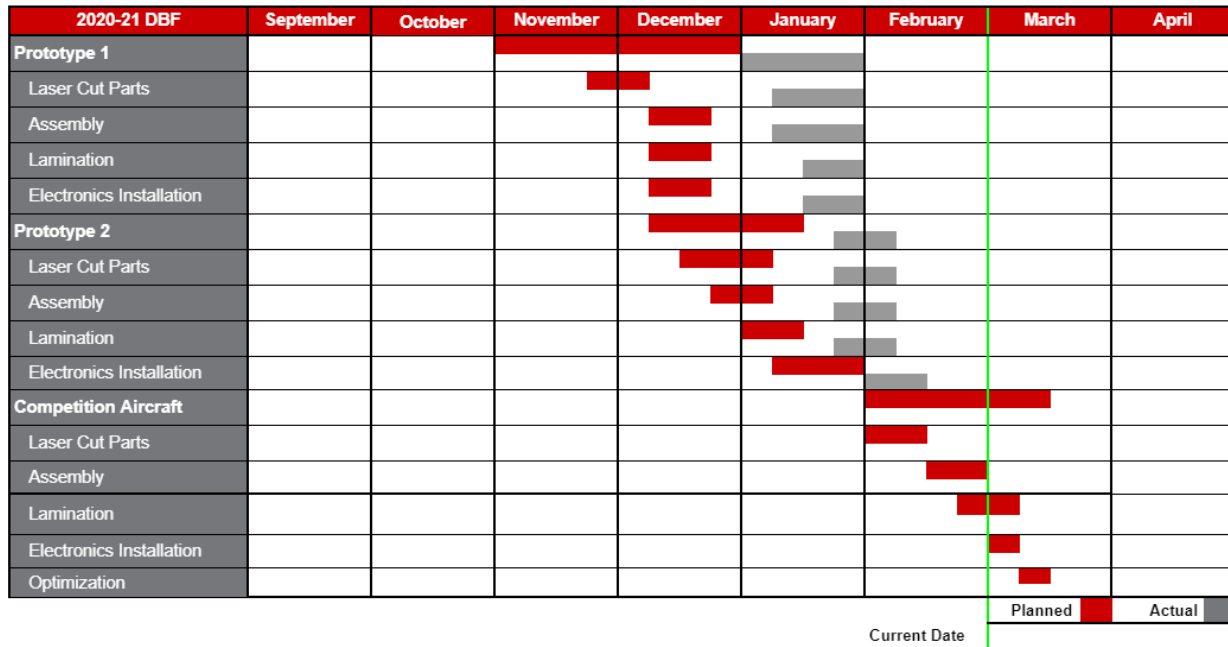 2020-21 DBF September October November December January February March April
Prototype 1
Laser Cut Parts
Assembly
Lamination
Electronics Installation
Prototype 2
Laser Cut Parts
Assembly
Lamination
Electronics Installation
Competition Aircraft
Laser Cut Parts
Assembly
Lamination
Electronics Installation
Optimization
Planned Actual
Current Date